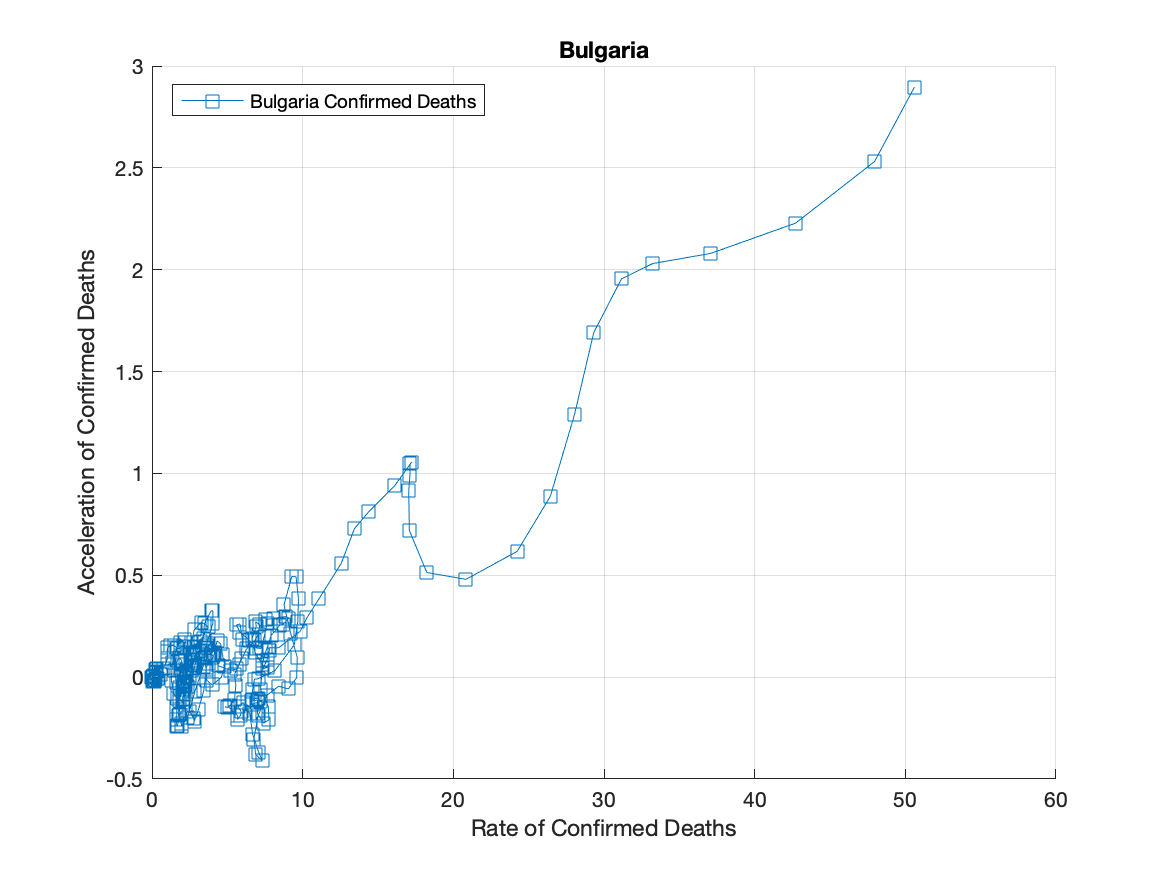 Bulgaria
Bulgaria Confirmed Deaths
Acceleration of Confirmed Deaths
3
2.5
2
1.5
1
0.5
0
-0.5
0 10 20 30 40 50 60
Rate of Confirmed Deaths